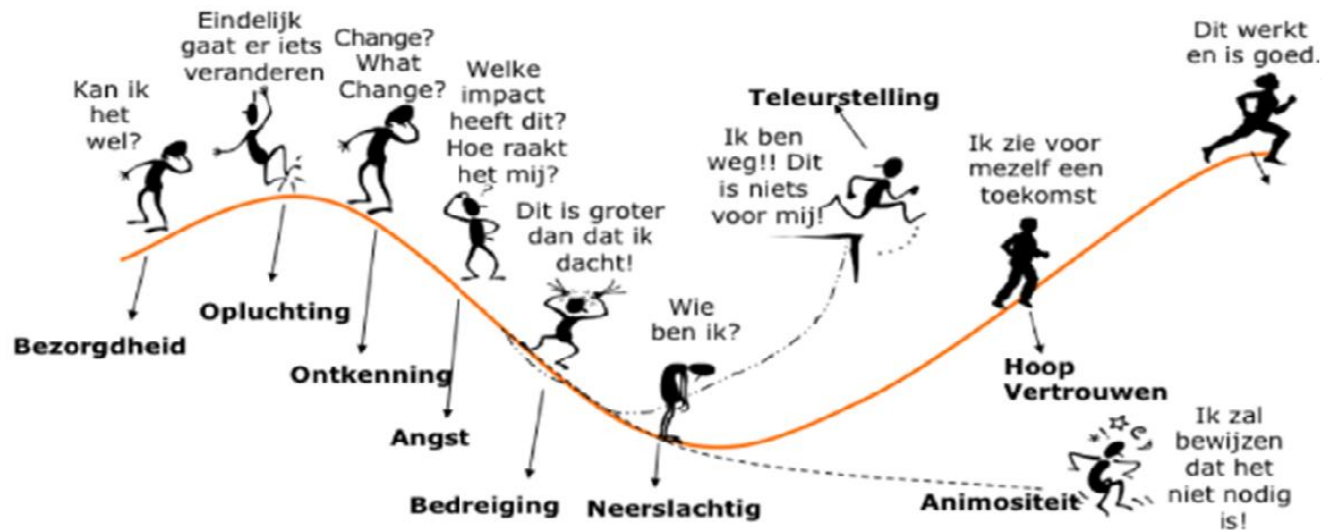 Kan ik
het
wel?
Eindelijk
gaat er iets
veranderen
Change?
What
Change?
Welke
impact
heeft dit?
Hoe raakt
het mij?
Dit is groter
dan dat ik
dacht!
Wie
ben ik?
Teleurstelling
Ik ben
weg!! Dit
is niets
voor mij!
Ik zie voor
mezelf een
toekomst
Dit werkt
en is goed.
Bezorgdheid
Opluchting
Ontkenning
Angst
Bedreiging
Neerslachtig
Hoop
Vertrouwen
Animositeit
Ik zal
bewijzen
dat het
niet nodig
is!